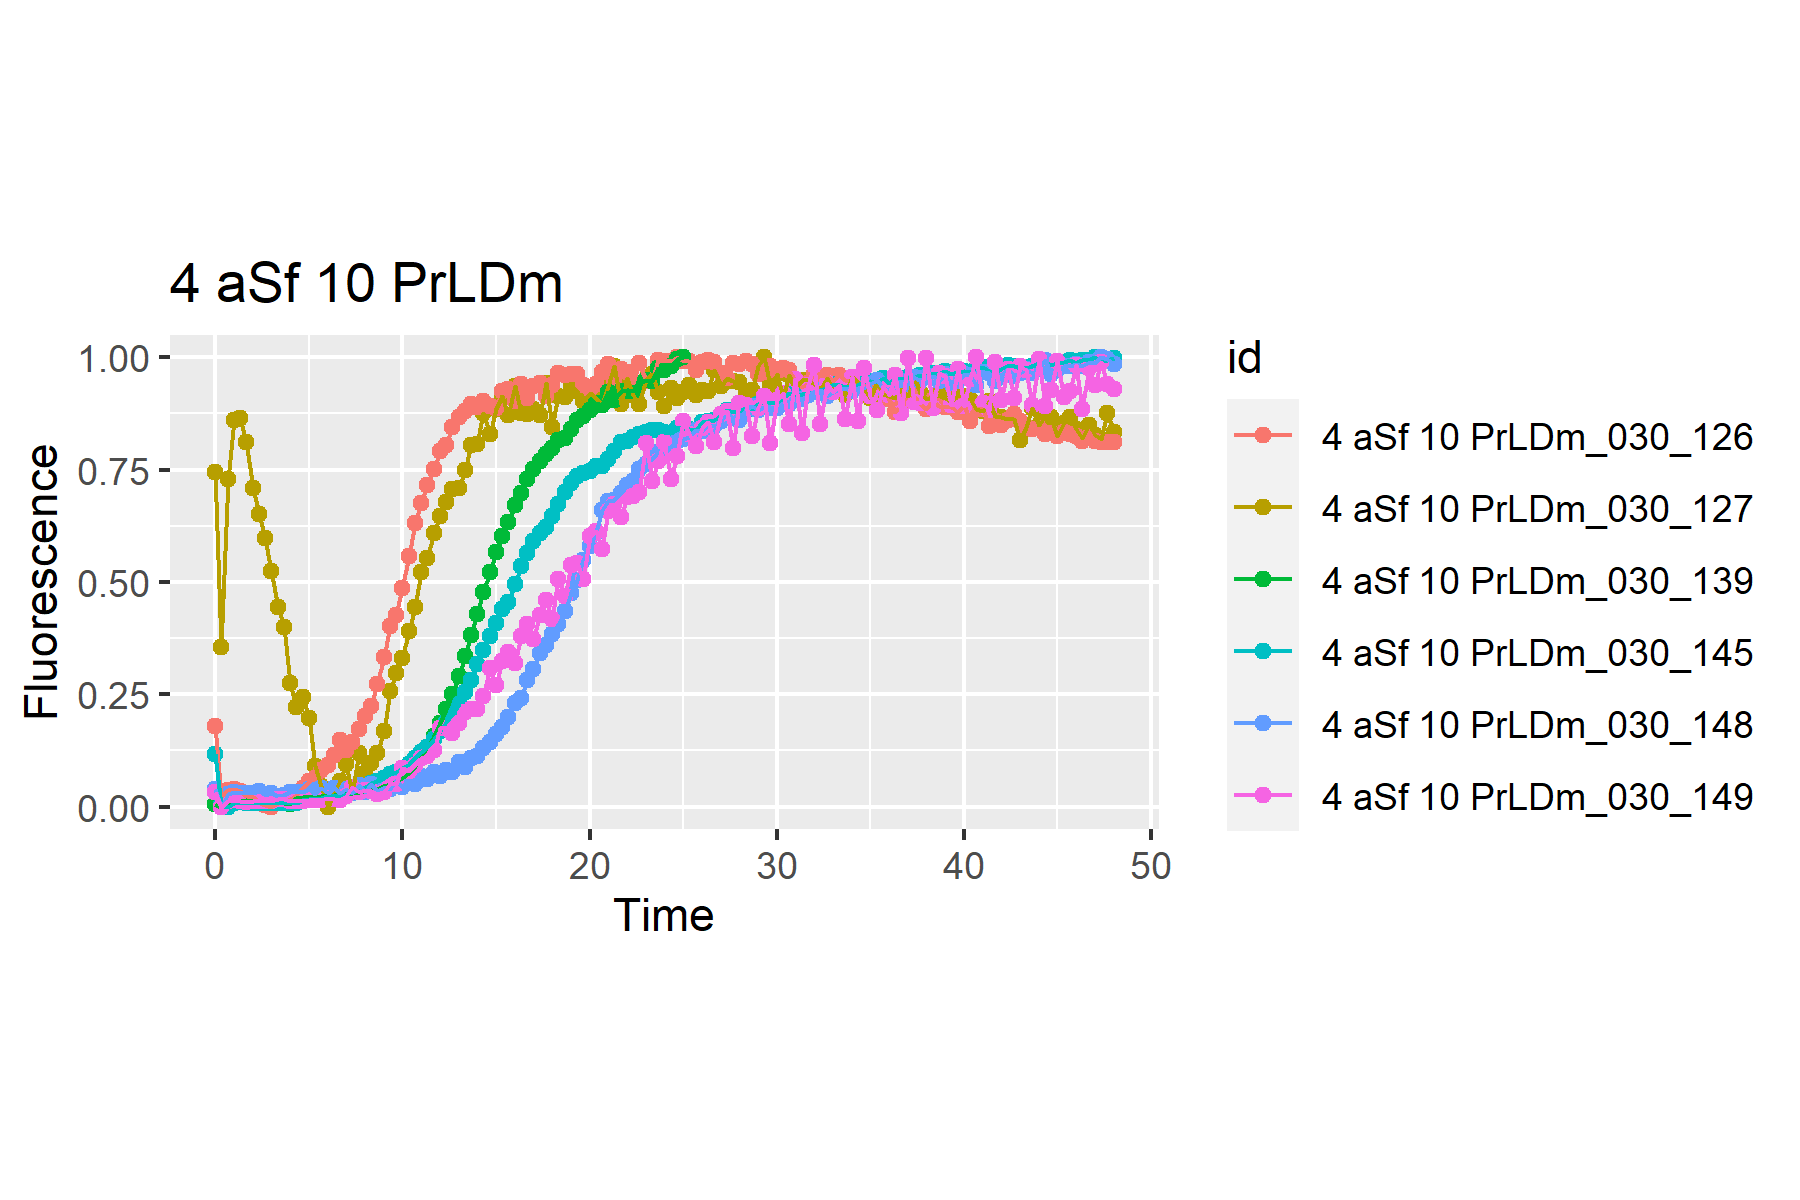 4 aSf 10 PrLDm
1.00
0.75
0.50
0.25
0.00
Fluorescence
0 10 20 30 40 50
Time
id
4 aSf 10 PrLDm_030_126
4 aSf 10 PrLDm_030_127
4 aSf 10 PrLDm_030_139
4 aSf 10 PrLDm_030_145
4 aSf 10 PrLDm_030_148
4 aSf 10 PrLDm_030_149